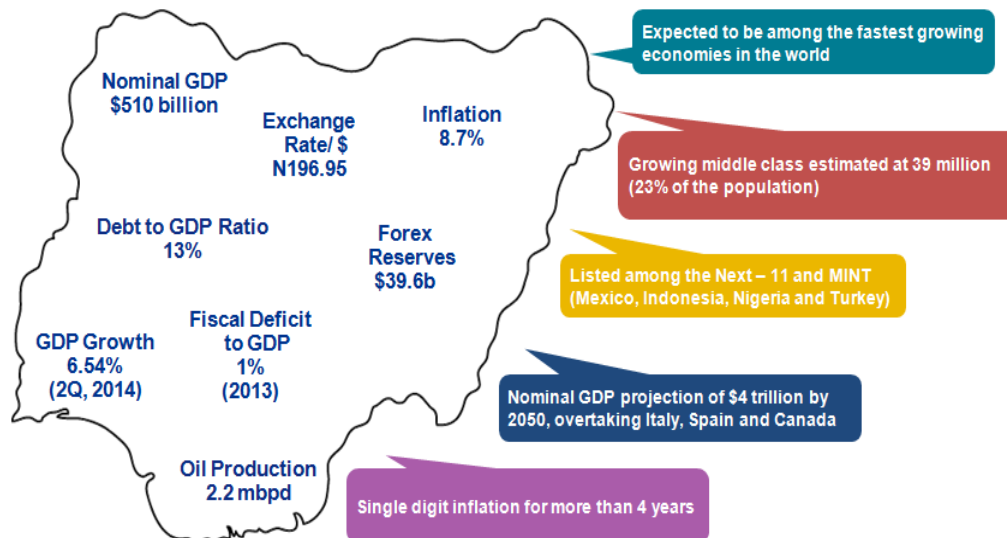 Nominal GDP
$510 billion
Exchange
Rate/ $
N196.95
Inflation
8.7%
Debt to GDP Ratio
13%
Forex
Reserves
$39.6b
GDP Growth
6.54%
(2Q, 2014)
Fiscal Deficit
to GDP
1%
(2013)
Oil Production
2.2 mbpd
Expected to be among the fastest growing
economies in the world
Growing middle class estimated at 39 million
(23% of the population)
Listed among the Next – 11 and MINT
(Mexico, Indonesia, Nigeria and Turkey)
Nominal GDP projection of $4 trillion by
2050, overtaking Italy, Spain and Canada
Single digit inflation for more than 4 years